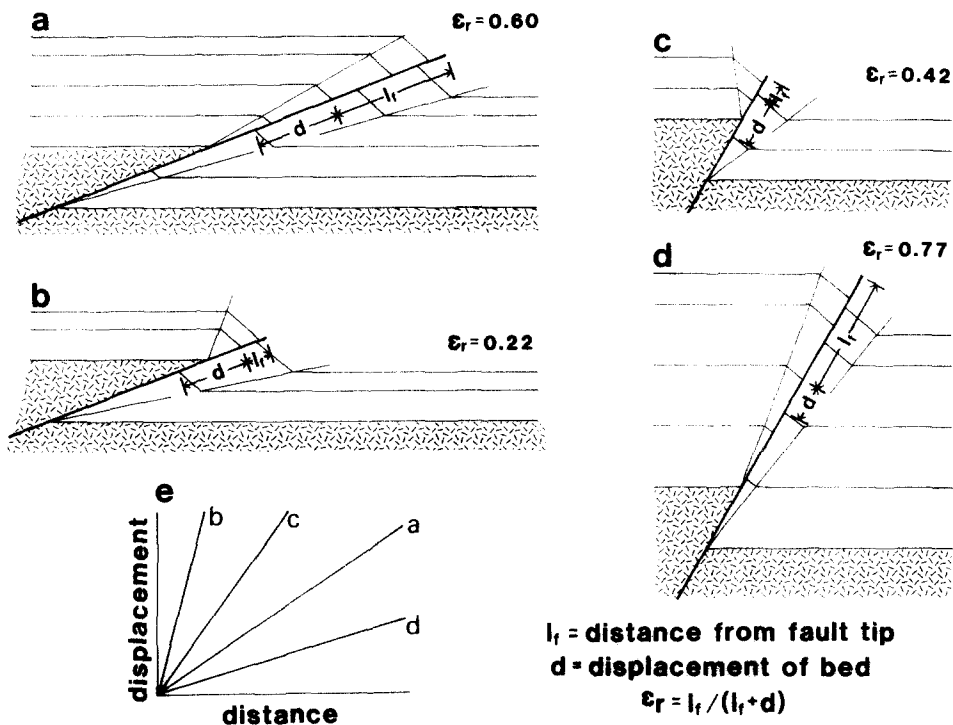 a
εr = 0.60
d
lf
b
εr = 0.22
d
lf
c
εr = 0.42
d
lf
d
εr = 0.77
lf
d
e
displacement
distance
b
c
a
d
lf = distance from fault tip
d = displacement of bed
εr = lf /(lf + d)